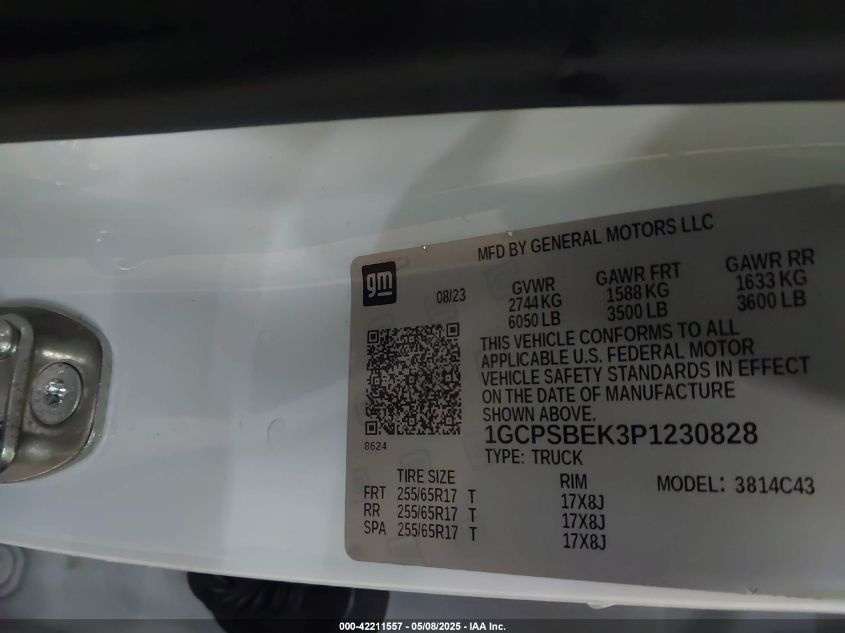 MFD BY GENERAL MOTORS LLC
gm
08/23
GVWR
2744 KG
6050 LB
GAWR FRT
1588 KG
3500 LB
GAWR RR
1633 KG
3600 LB
THIS VEHICLE CONFORMS TO ALL
APPLICABLE U.S. FEDERAL MOTOR
VEHICLE SAFETY STANDARDS IN EFFECT
ON THE DATE OF MANUFACTURE
SHOWN ABOVE.
8624
1GCPSBEK3P1230828
TYPE: TRUCK
MODEL: 3814C43
TIRE SIZE RIM
FRT 255/65R17 T 17X8J
RR 255/65R17 T 17X8J
SPA 255/65R17 T 17X8J
000-42211557 - 05/08/2025 - IAA Inc.